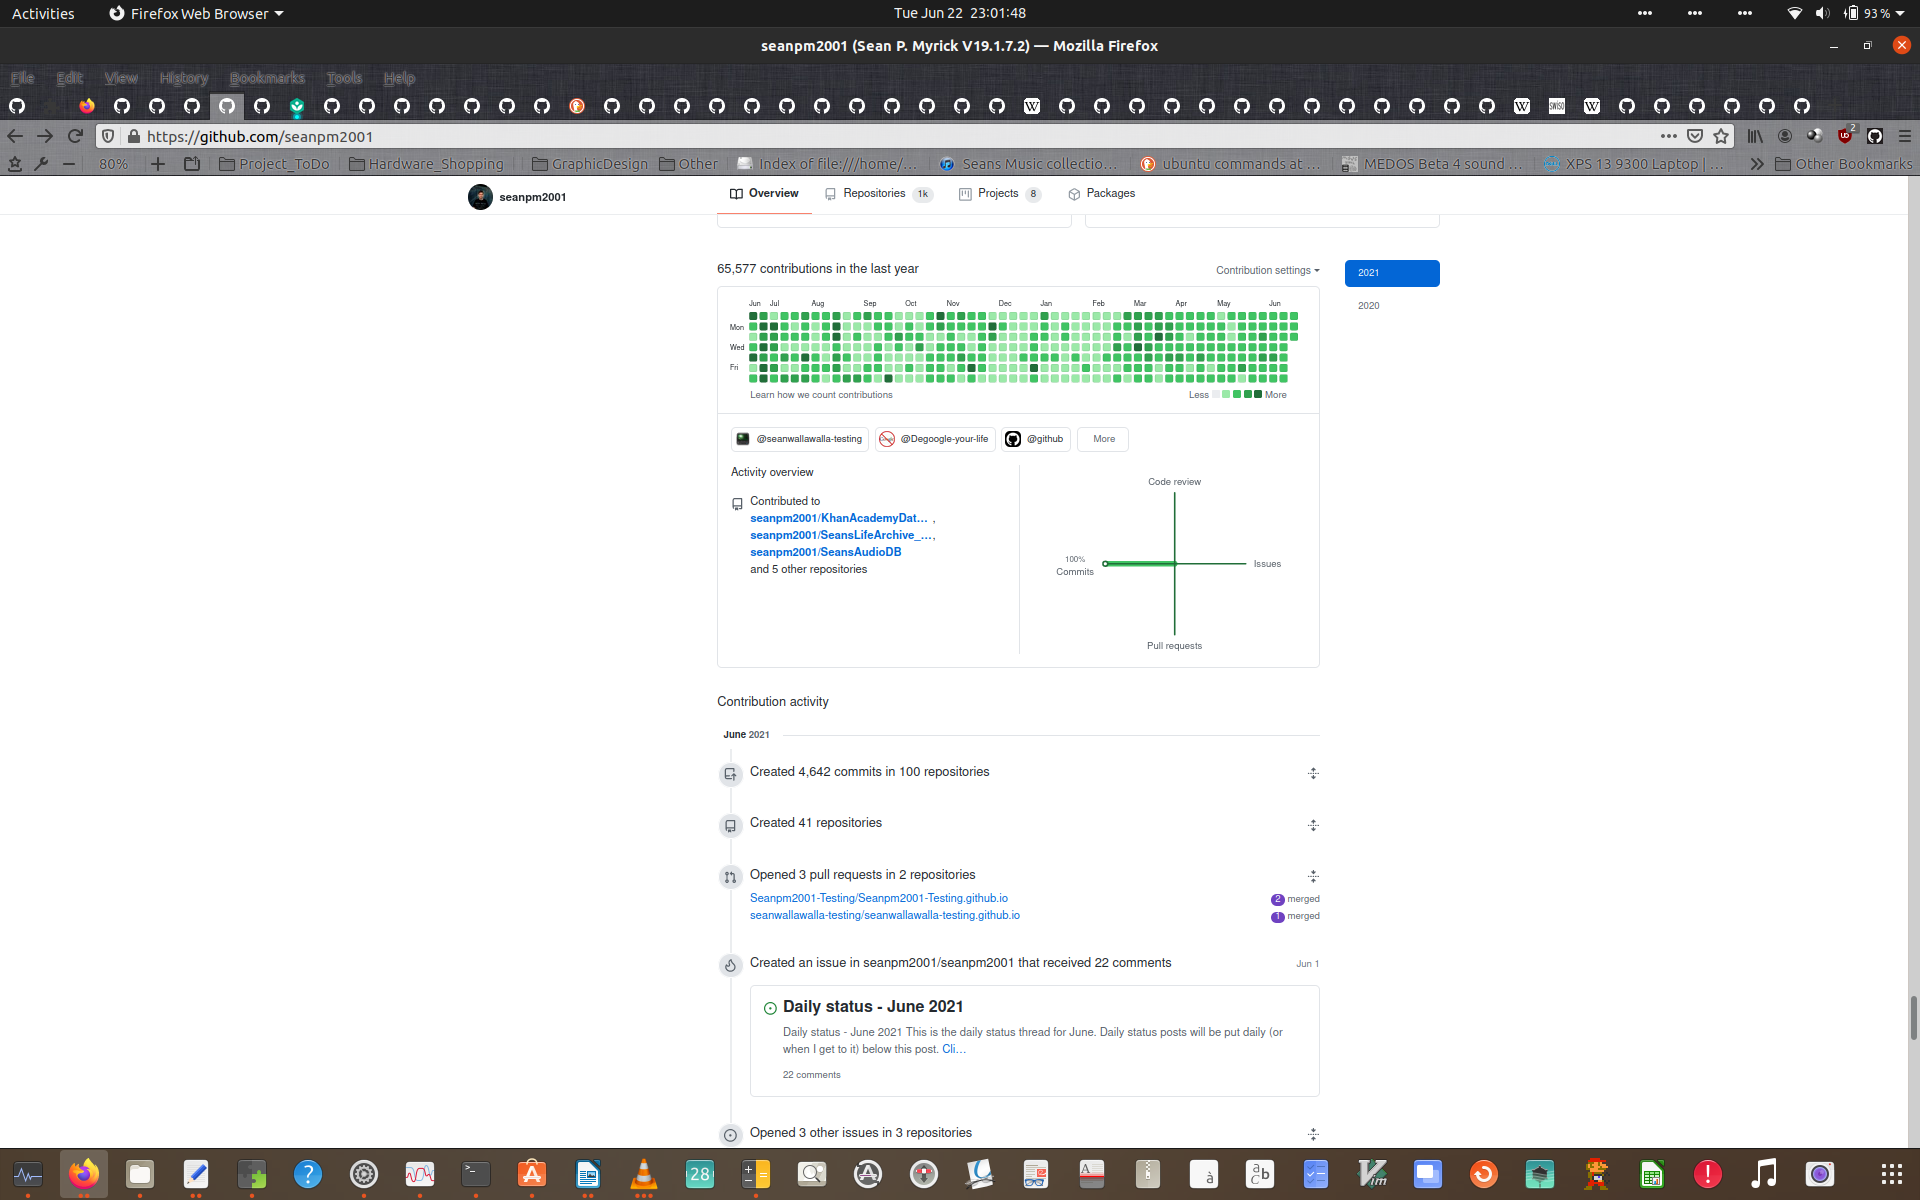 Activities Firefox Web Browser Tue Jun 22 23:01:48 93 %
seanpm2001 (Sean P. Myrick V19.1.7.2) — Mozilla Firefox
File Edit View History Bookmarks Tools Help
https://github.com/seanpm2001 2
80% Project_ToDo Hardware_Shopping GraphicDesign Other Index of file:///home/… Seans Music collectio… ubuntu commands at … MEDOS Beta 4 sound … XPS 13 9300 Laptop | … Other Bookmarks
seanpm2001 Overview Repositories 1k Projects 8 Packages
65,577 contributions in the last year Contribution settings 2021
2020
Jun Jul Aug Sep Oct Nov Dec Jan Feb Mar Apr May Jun
Mon
Wed
Fri
Learn how we count contributions Less More
@seanwallawalla-testing @Degoogle-your-life @github More
Activity overview
Contributed to
seanpm2001/KhanAcademyDat… ,
seanpm2001/SeansLifeArchive_…,
seanpm2001/SeansAudioDB
and 5 other repositories
Code review
100%
Commits
Issues
Pull requests
Contribution activity
June 2021
Created 4,642 commits in 100 repositories
Created 41 repositories
Opened 3 pull requests in 2 repositories
Seanpm2001-Testing/Seanpm2001-Testing.github.io 2 merged
seanwallawalla-testing/seanwallawalla-testing.github.io 1 merged
Created an issue in seanpm2001/seanpm2001 that received 22 comments Jun 1
Daily status - June 2021
Daily status - June 2021 This is the daily status thread for June. Daily status posts will be put daily (or
when I get to it) below this post. Cli…
22 comments
Opened 3 other issues in 3 repositories
28